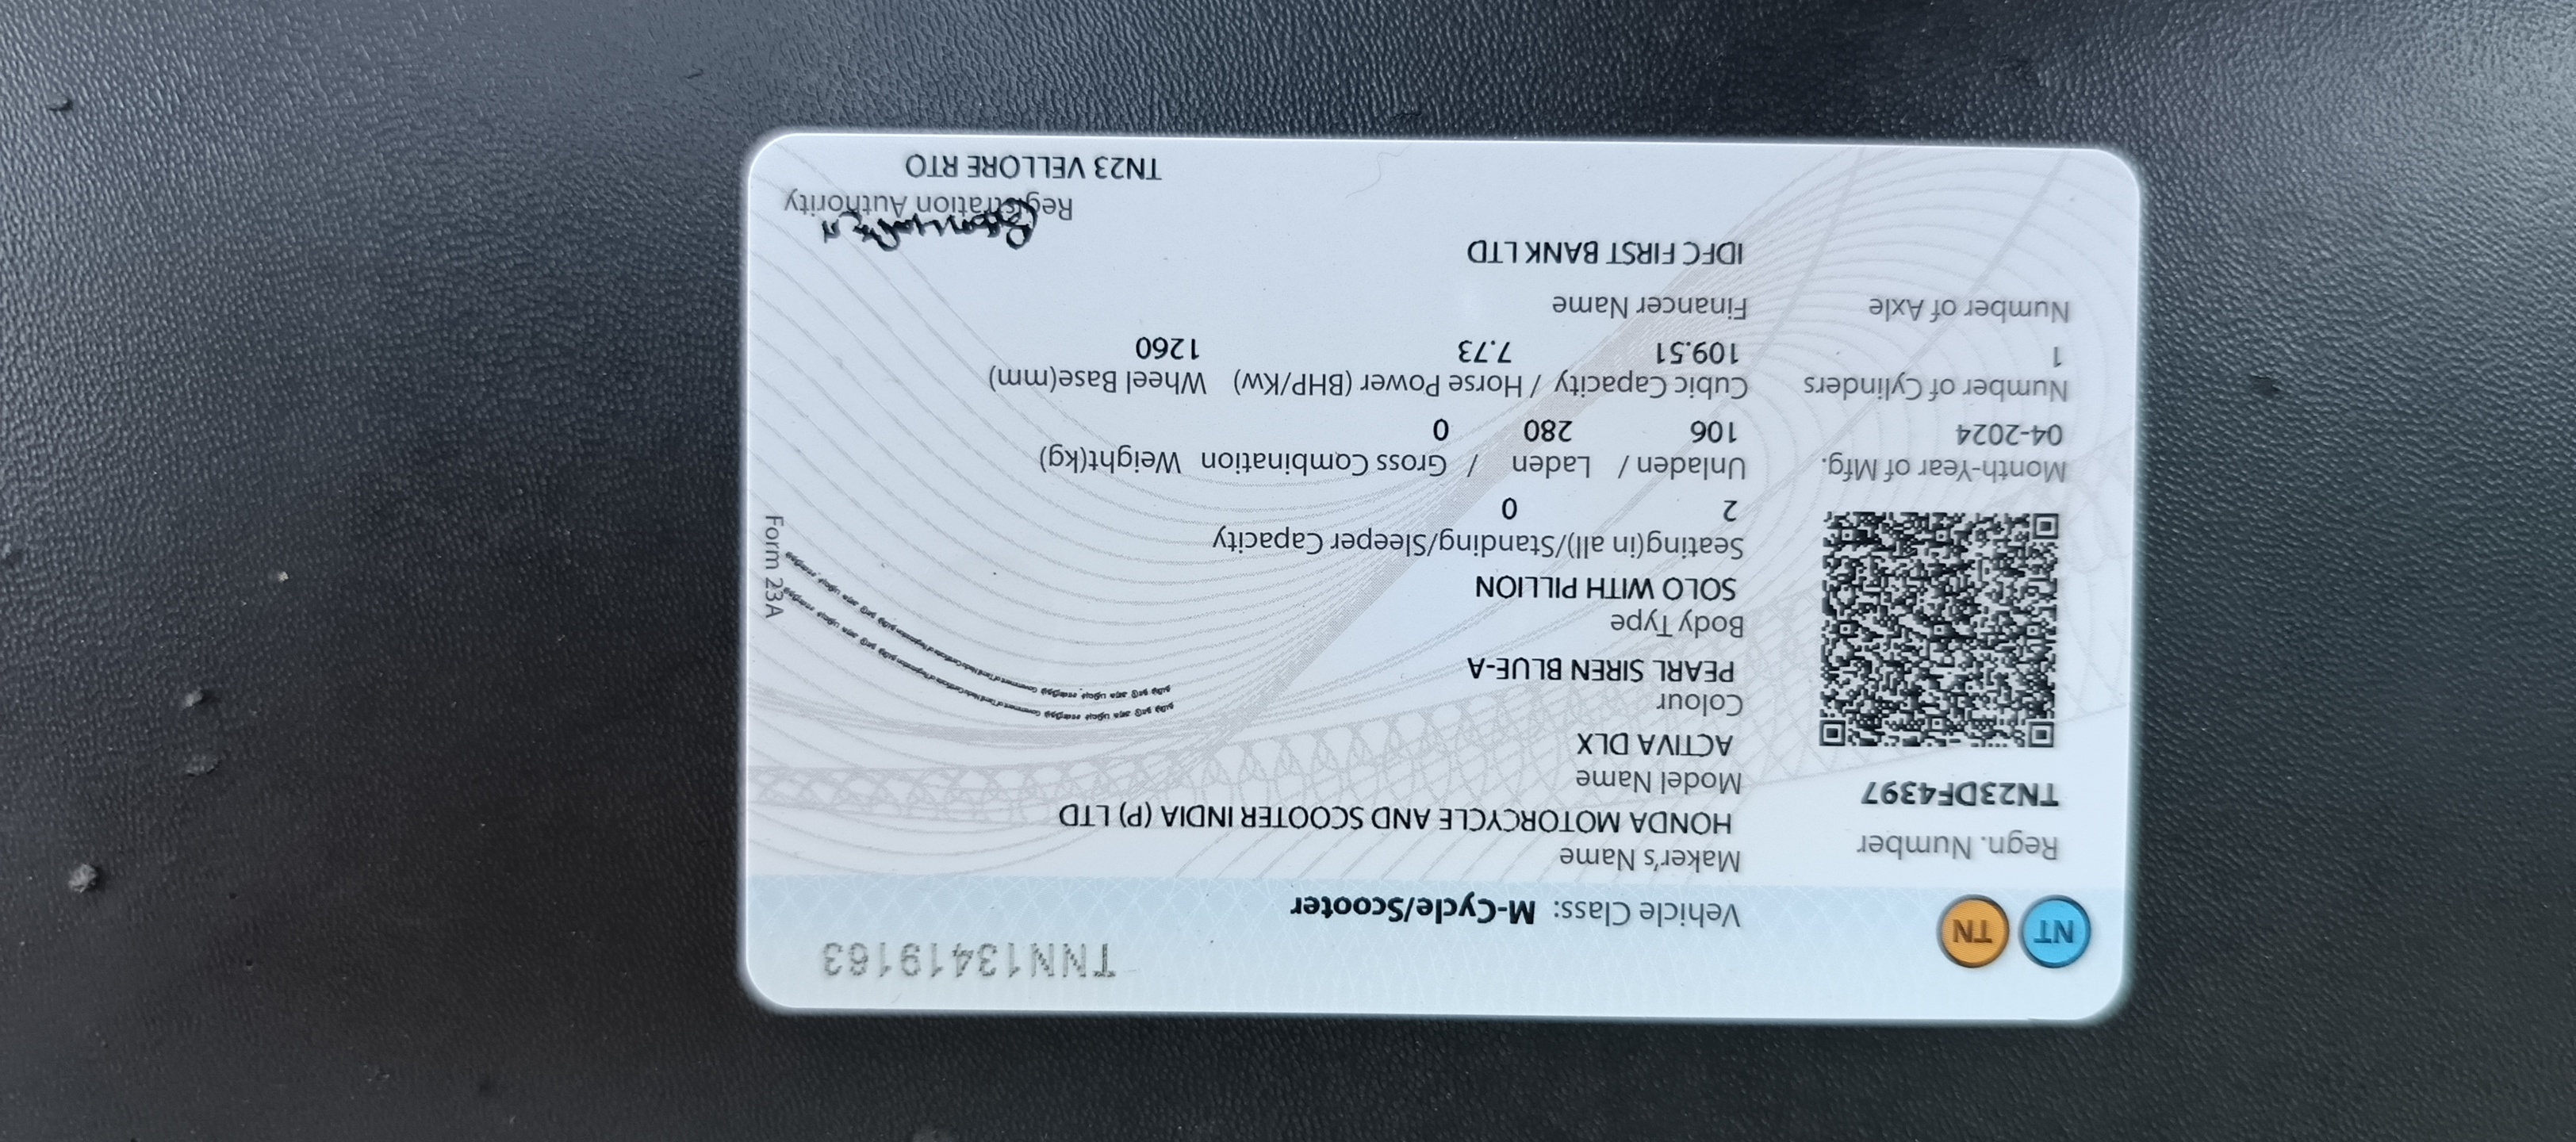 TNN13419163
NT TN
Vehicle Class: M-Cycle/Scooter
Regn. Number
TN23DF4397
Maker's Name
HONDA MOTORCYCLE AND SCOOTER INDIA (P) LTD
Model Name
ACTIVA DLX
Colour
PEARL SIREN BLUE-A
Body Type
SOLO WITH PILLION
Seating(in all)/Standing/Sleeper Capacity
2 0
Month-Year of Mfg.
04-2024
Unladen / Laden / Gross Combination Weight(kg)
106 280 0
Number of Cylinders
1
Cubic Capacity / Horse Power (BHP/Kw) Wheel Base(mm)
109.51 7.73 1260
Number of Axle
Financer Name
IDFC FIRST BANK LTD
Form 23A
Registration Authority
TN23 VELLORE RTO